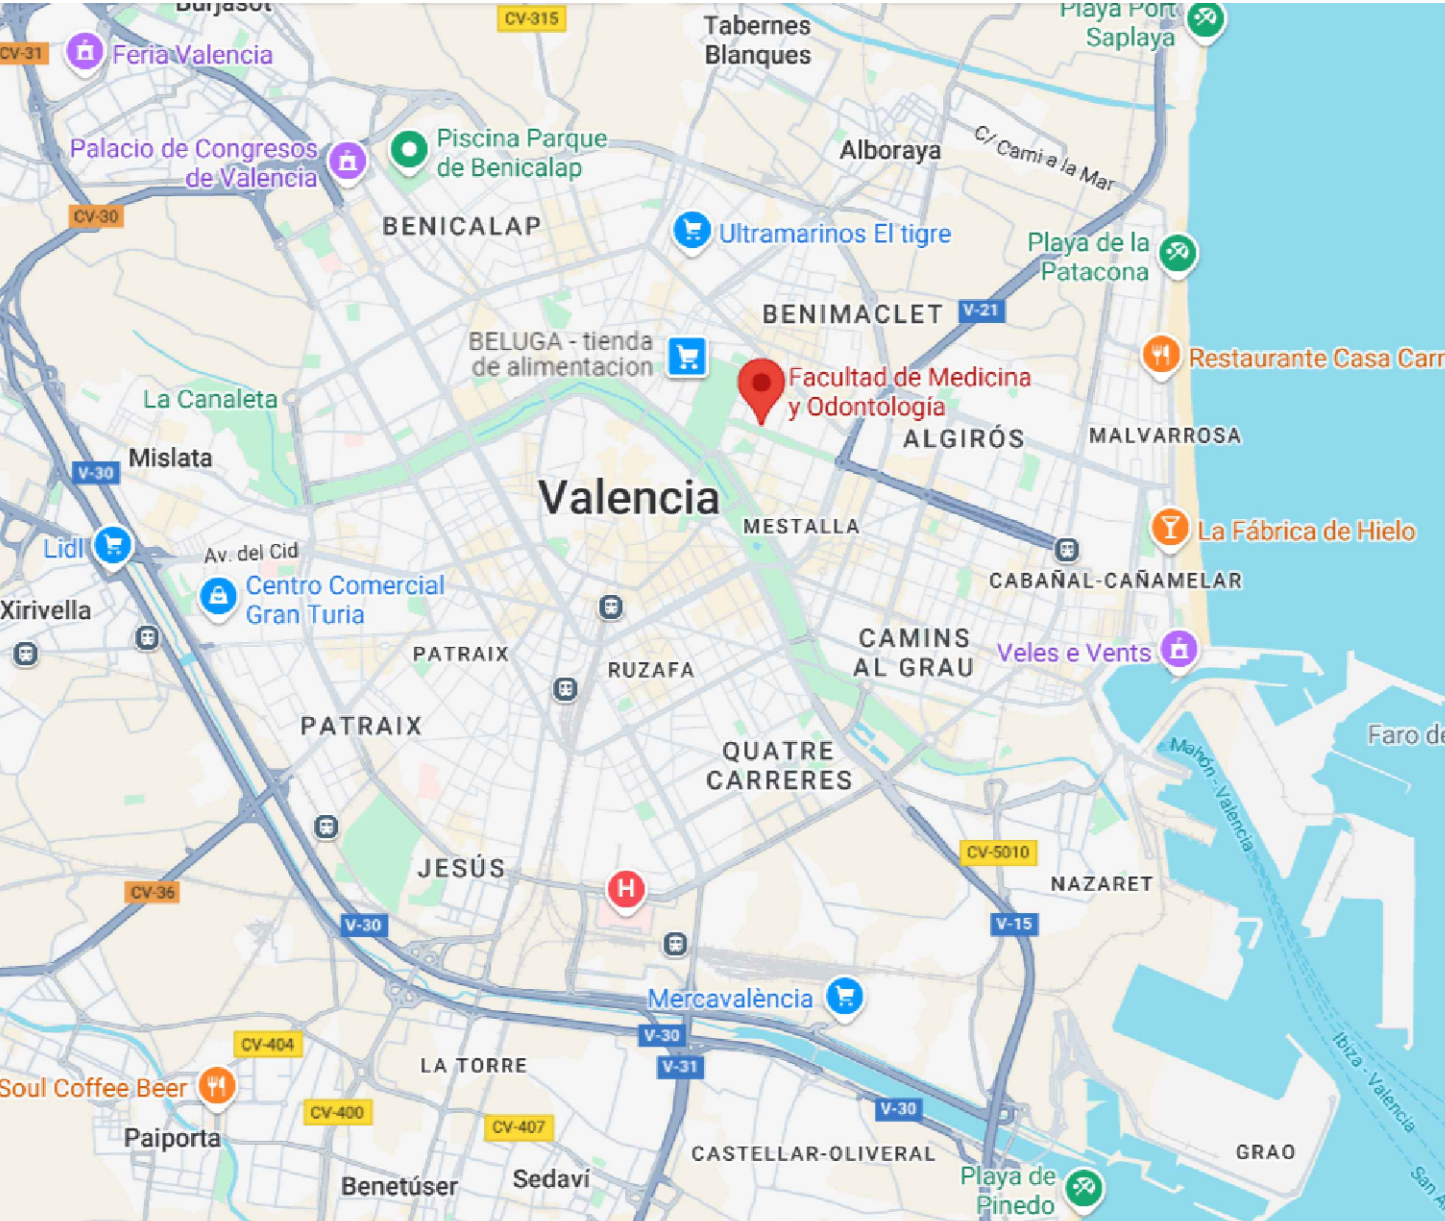 Burjasot
CV-315
Tabernes
Blanques
Playa Port
Saplaya
CV-31
Feria Valencia
Palacio de Congresos
de Valencia
Piscina Parque
de Benicalap
Alboraya
C/ Cami a la Mar
CV-30
BENICALAP
Ultramarinos El tigre
Playa de la
Patacona
BENIMACLET
V-21
BELUGA - tienda
de alimentacion
Restaurante Casa Carr
Facultad de Medicina
y Odontología
La Canaleta
ALGIRÓS
MALVARROSA
Mislata
V-30
Valencia
MESTALLA
La Fábrica de Hielo
Lidl
Av. del Cid
CABAÑAL-CAÑAMELAR
Centro Comercial
Gran Turia
Xirivella
PATRAIX
RUZAFA
CAMINS
AL GRAU
Veles e Vents
PATRAIX
Faro de
QUATRE
CARRERES
Mahón - Valencia
CV-5010
JESÚS
H
NAZARET
CV-36
V-30
V-15
Mercavalència
V-30
CV-404
LA TORRE
V-31
Ibiza - Valencia
Soul Coffee Beer
CV-400
CV-407
V-30
Paiporta
CASTELLAR-OLIVERAL
GRAO
Benetúser
Sedaví
Playa de
Pinedo
San A